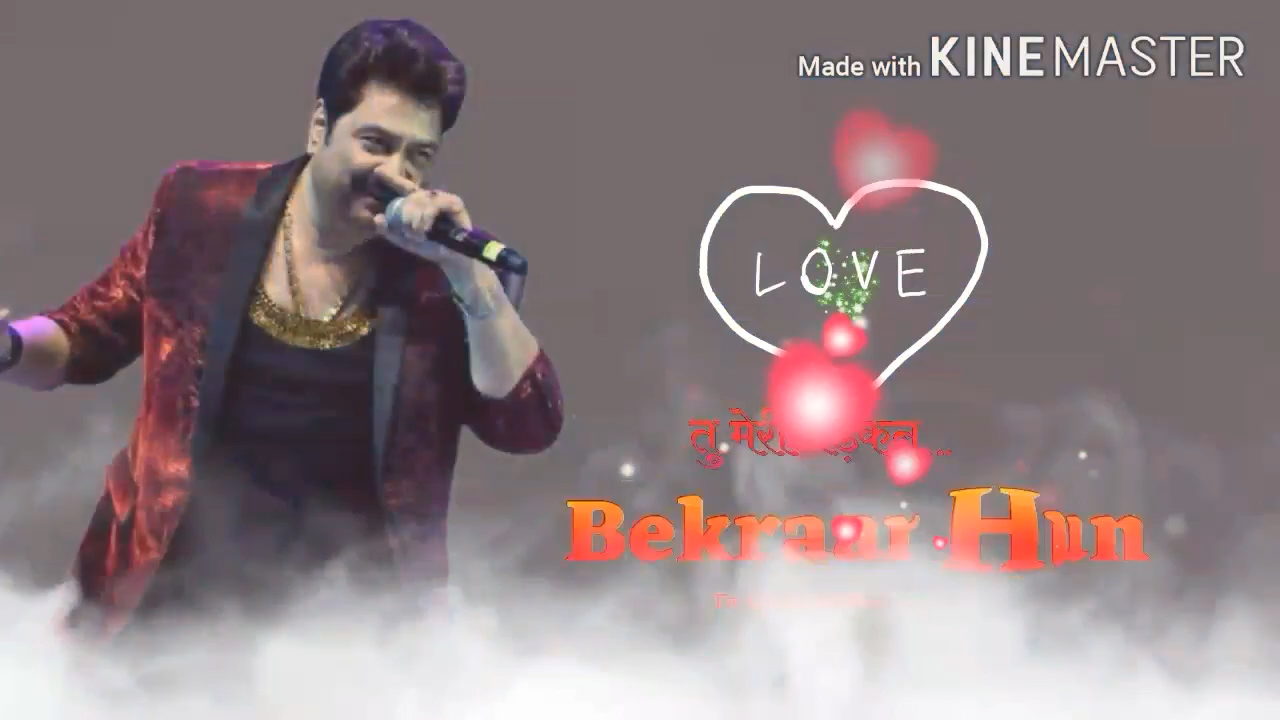 Made with KINEMASTER
LOVE
तु मेरी ...
Bekraar Hun